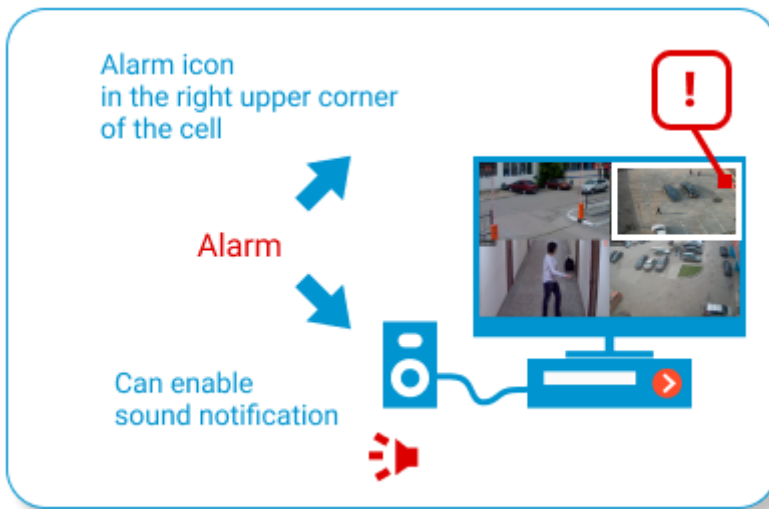 Alarm icon
in the right upper corner
of the cell
!
Alarm
Can enable
sound notification